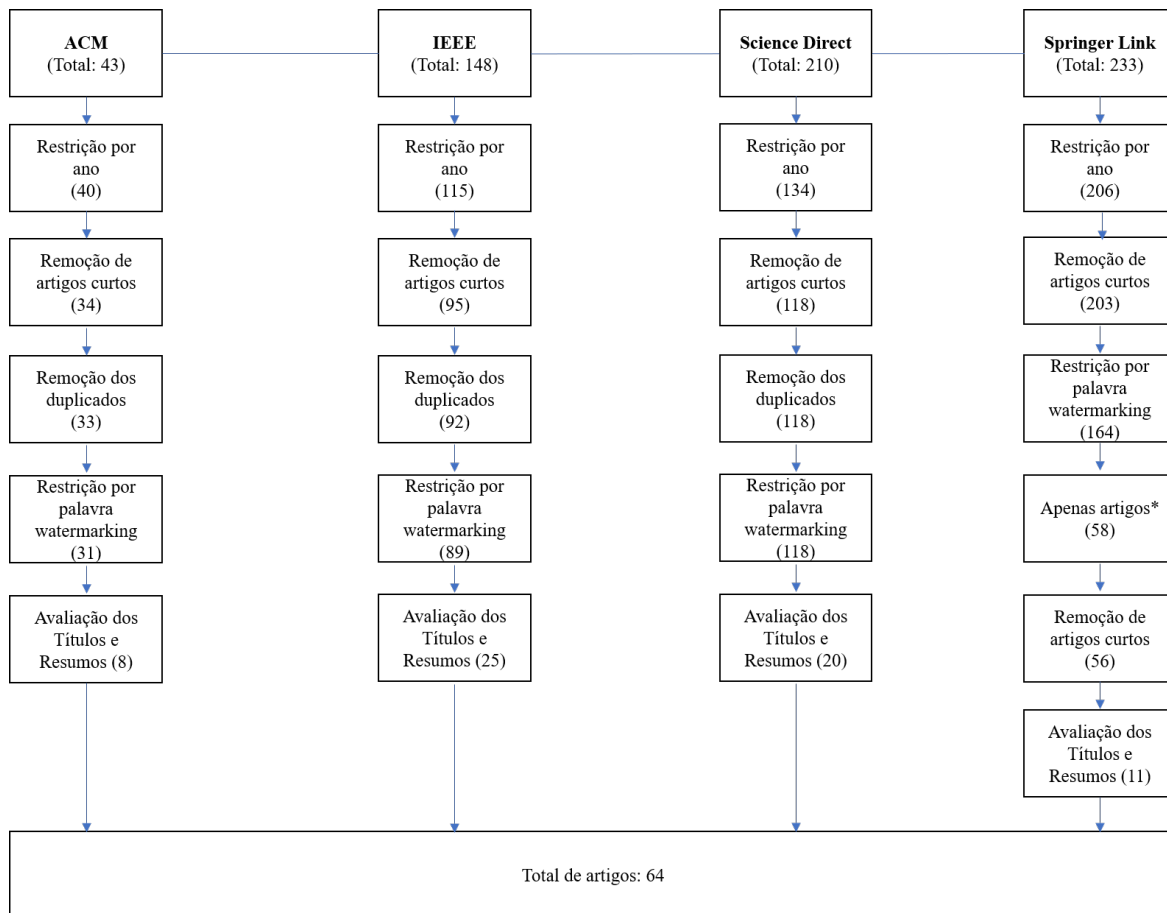 ACM
(Total: 43)
IEEE
(Total: 148)
Science Direct
(Total: 210)
Springer Link
(Total: 233)
Restrição por
ano
(40)
Restrição por
ano
(115)
Restrição por
ano
(134)
Restrição por
ano
(206)
Remoção de
artigos curtos
(34)
Remoção de
artigos curtos
(95)
Remoção de
artigos curtos
(118)
Remoção de
artigos curtos
(203)
Remoção dos
duplicados
(33)
Remoção dos
duplicados
(92)
Remoção dos
duplicados
(118)
Restrição por
palavra
watermarking
(164)
Restrição por
palavra
watermarking
(31)
Restrição por
palavra
watermarking
(89)
Restrição por
palavra
watermarking
(118)
Apenas artigos*
(58)
Avaliação dos
Títulos e
Resumos (8)
Avaliação dos
Títulos e
Resumos (25)
Avaliação dos
Títulos e
Resumos (20)
Remoção de
artigos curtos
(56)
Avaliação dos
Títulos e
Resumos (11)
Total de artigos: 64